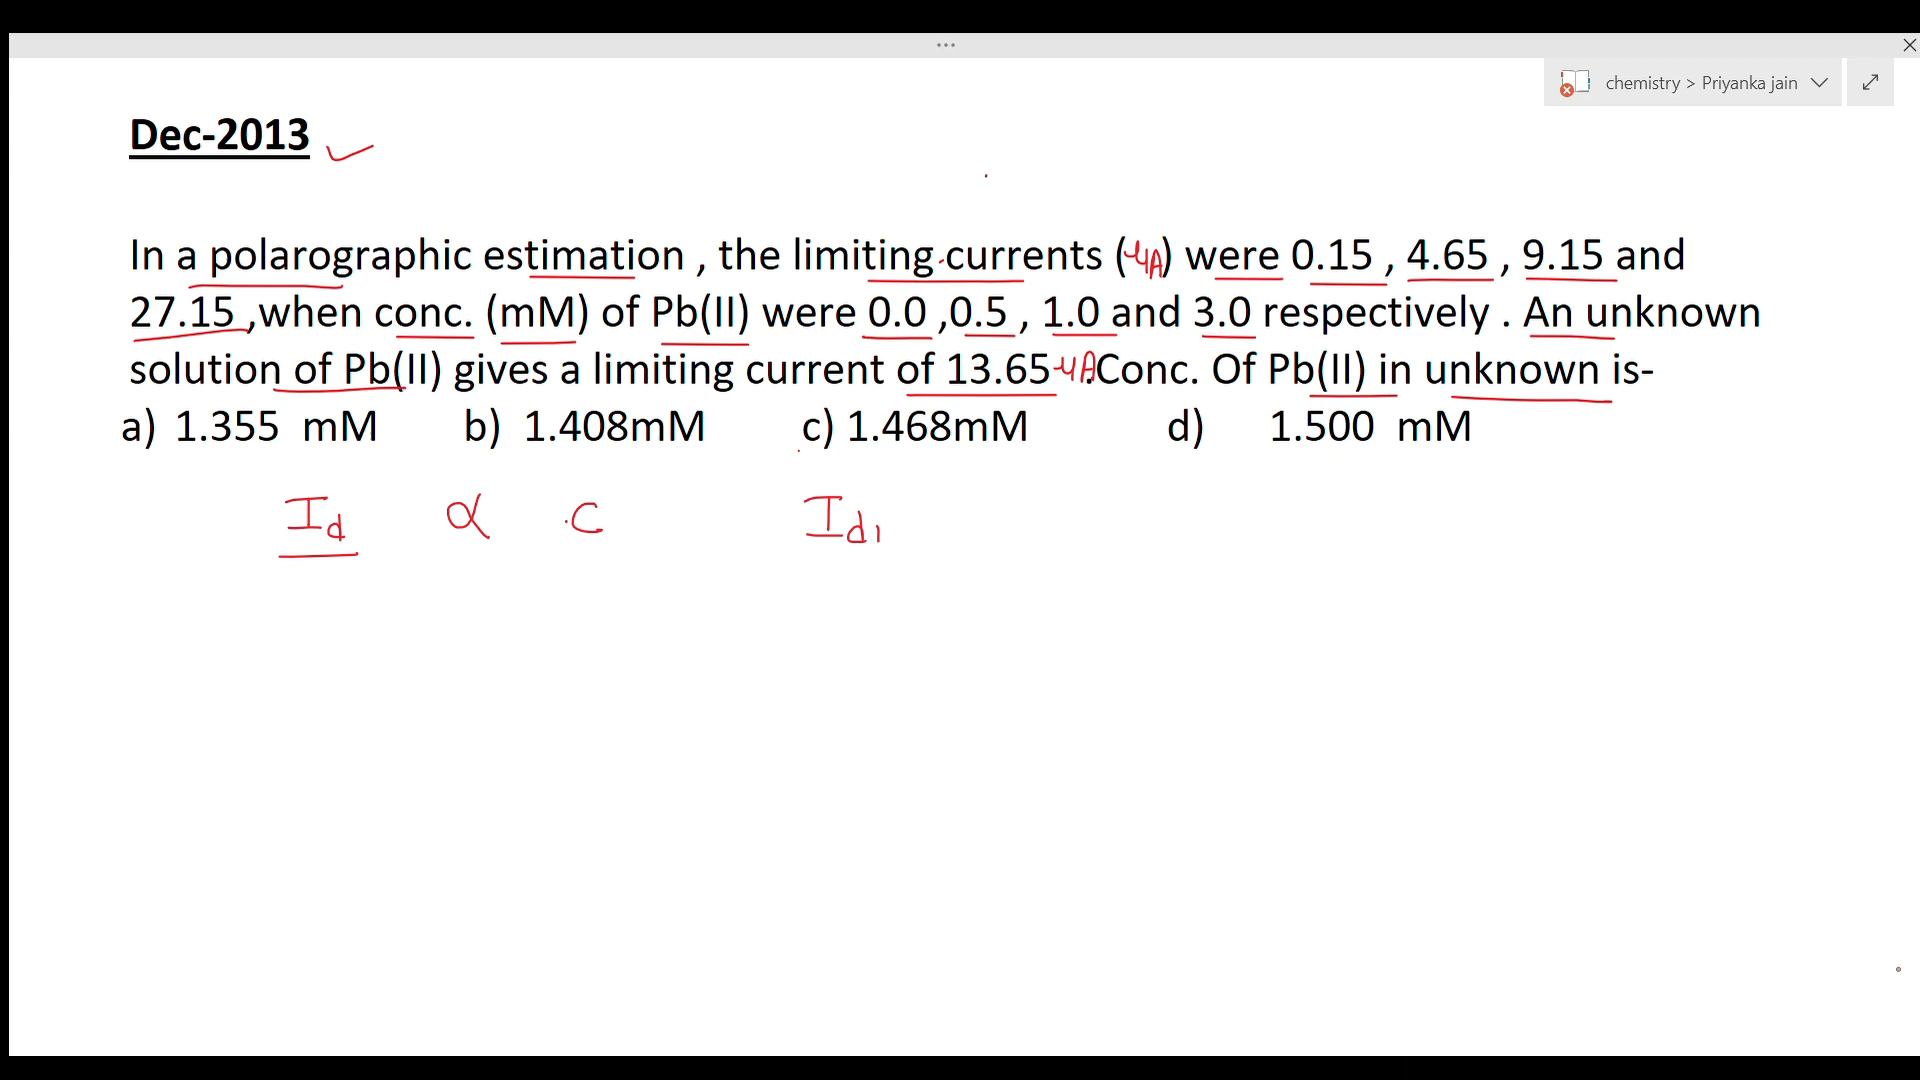 ...
chemistry > Priyanka jain
Dec-2013
In a polarographic estimation , the limiting currents (μA) were 0.15 , 4.65 , 9.15 and
27.15 ,when conc. (mM) of Pb(II) were 0.0 ,0.5 , 1.0 and 3.0 respectively . An unknown
solution of Pb(II) gives a limiting current of 13.65 μA.Conc. Of Pb(II) in unknown is-
a) 1.355 mM b) 1.408mM c) 1.468mM d) 1.500 mM
Id α C Id1